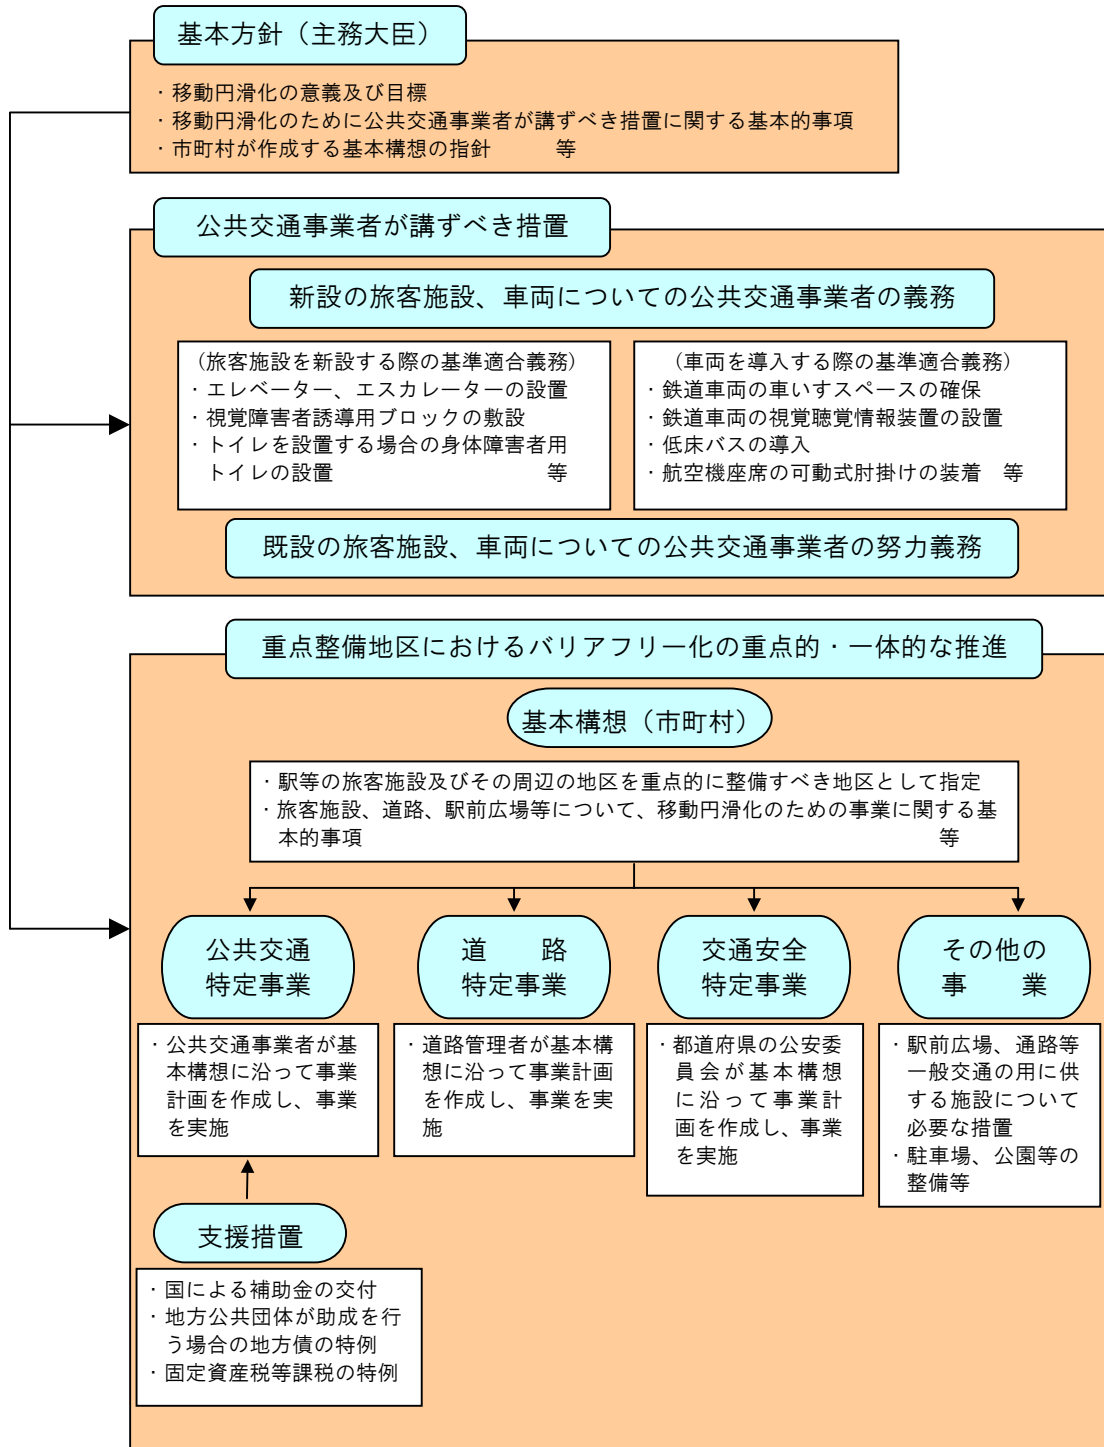 基本方針（主務大臣）
・移動円滑化の意義及び目標
・移動円滑化のために公共交通事業者が講ずべき措置に関する基本的事項
・市町村が作成する基本構想の指針　　　等
公共交通事業者が講ずべき措置
新設の旅客施設、車両についての公共交通事業者の義務
（旅客施設を新設する際の基準適合義務）
・エレベーター、エスカレーターの設置
・視覚障害者誘導用ブロックの敷設
・トイレを設置する場合の身体障害者用
トイレの設置　　　　　　　　　　等
（車両を導入する際の基準適合義務）
・鉄道車両の車いすスペースの確保
・鉄道車両の視覚聴覚情報装置の設置
・低床バスの導入
・航空機座席の可動式肘掛けの装着　等
既設の旅客施設、車両についての公共交通事業者の努力義務
重点整備地区におけるバリアフリー化の重点的・一体的な推進
基本構想（市町村）
・駅等の旅客施設及びその周辺の地区を重点的に整備すべき地区として指定
・旅客施設、道路、駅前広場等について、移動円滑化のための事業に関する基
本的事項　　　　　　　　　　　　　　　　　　　　　　　　　　　等
公共交通
特定事業
・公共交通事業者が基
本構想に沿って事業
計画を作成し、事業
を実施
道　　路
特定事業
・道路管理者が基本構
想に沿って事業計画
を作成し、事業を実
施
交通安全
特定事業
・都道府県の公安委
員会が基本構想
に沿って事業計
画を作成し、事業
を実施
その他の
事　　業
・駅前広場、通路等
一般交通の用に供
する施設について
必要な措置
・駐車場、公園等の
整備等
支援措置
・国による補助金の交付
・地方公共団体が助成を行
う場合の地方債の特例
・固定資産税等課税の特例